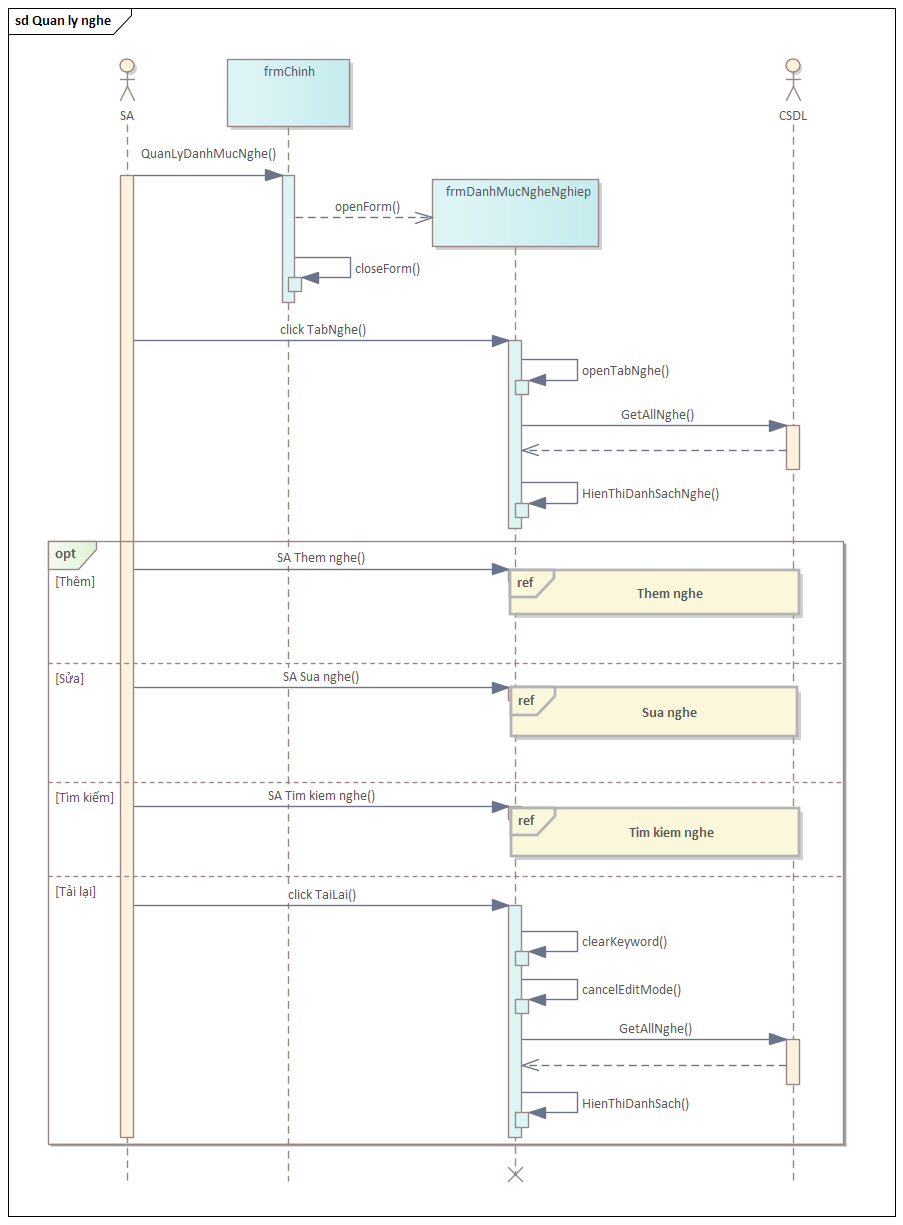 sd Quan ly nghe
frmChinh
SA
CSDL
QuanLyDanhMucNghe()
frmDanhMucNgheNghiep
openForm()
closeForm()
click TabNghe()
openTabNghe()
GetAllNghe()
HienThiDanhSachNghe()
opt
SA Them nghe()
[Thêm]
ref
Them nghe
[Sửa]
SA Sua nghe()
ref
Sua nghe
[Tìm kiếm]
SA Tim kiem nghe()
ref
Tim kiem nghe
[Tải lại]
click TaiLai()
clearKeyword()
cancelEditMode()
GetAllNghe()
HienThiDanhSach()